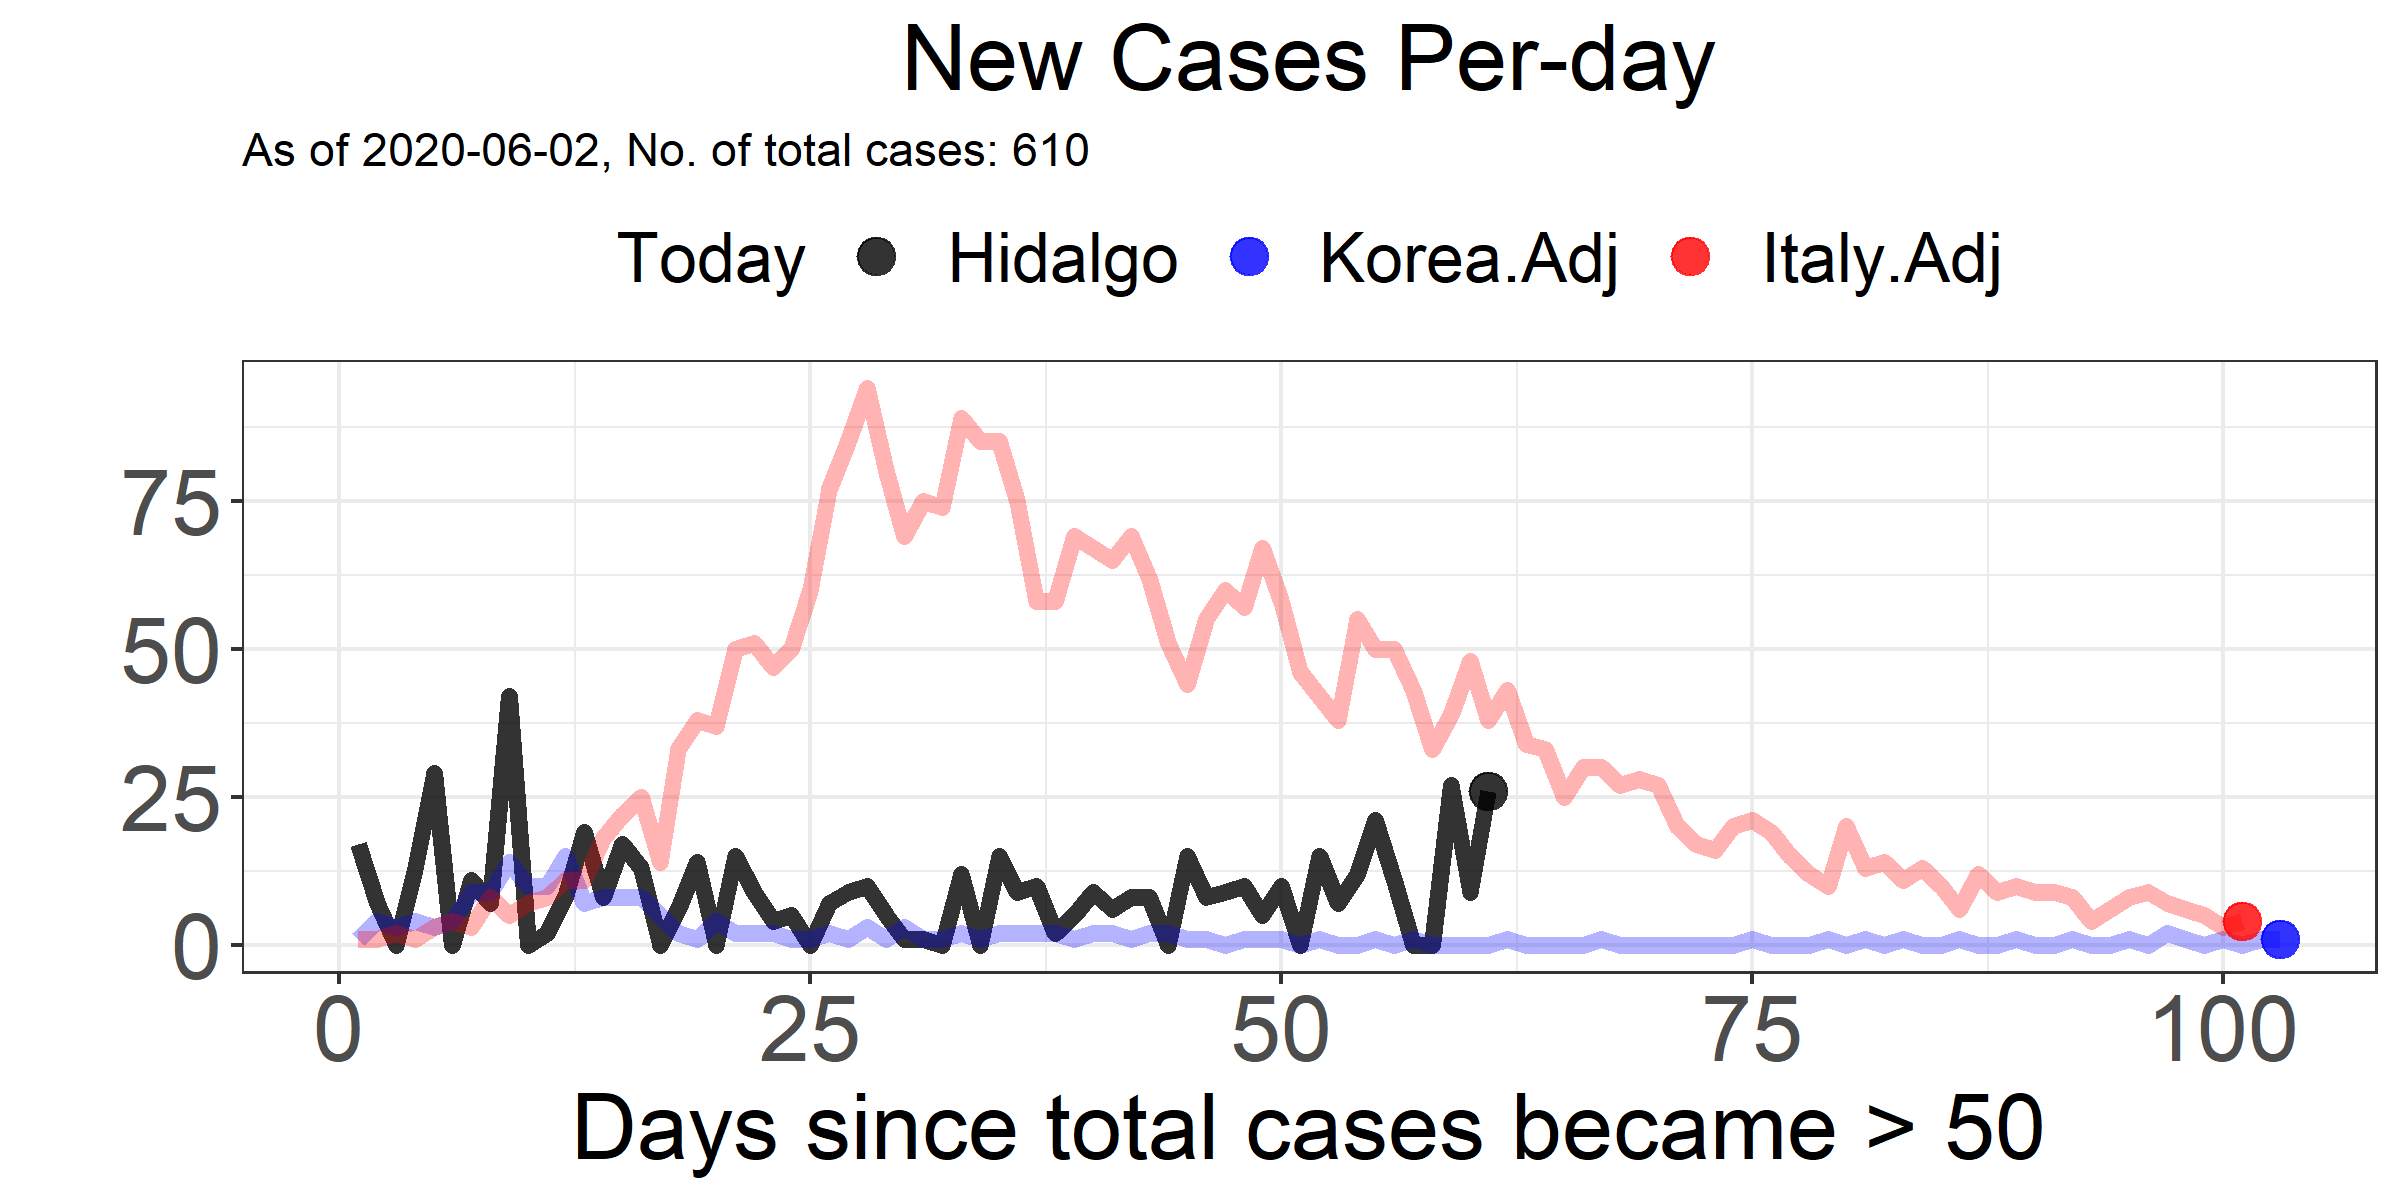 New Cases Per-day
As of 2020-06-02, No. of total cases: 610
Today Hidalgo Korea.Adj Italy.Adj
75
50
25
0
0 25 50 75 100
Days since total cases became > 50